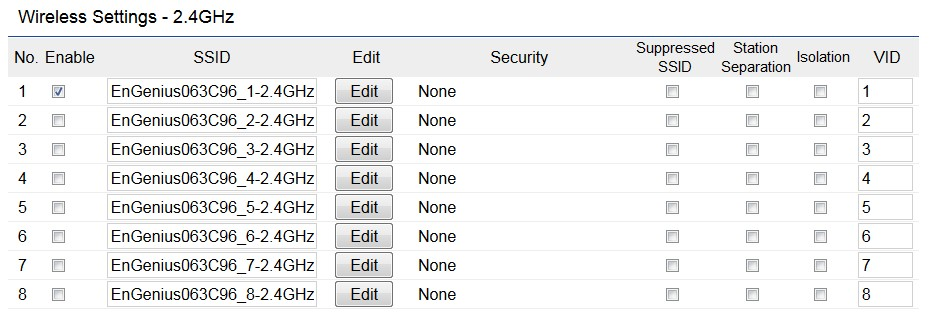 Wireless Settings - 2.4GHz
No. Enable SSID Edit Security Suppressed SSID Station Separation Isolation VID
1 EnGenius063C96_1-2.4GHz Edit None 1
2 EnGenius063C96_2-2.4GHz Edit None 2
3 EnGenius063C96_3-2.4GHz Edit None 3
4 EnGenius063C96_4-2.4GHz Edit None 4
5 EnGenius063C96_5-2.4GHz Edit None 5
6 EnGenius063C96_6-2.4GHz Edit None 6
7 EnGenius063C96_7-2.4GHz Edit None 7
8 EnGenius063C96_8-2.4GHz Edit None 8